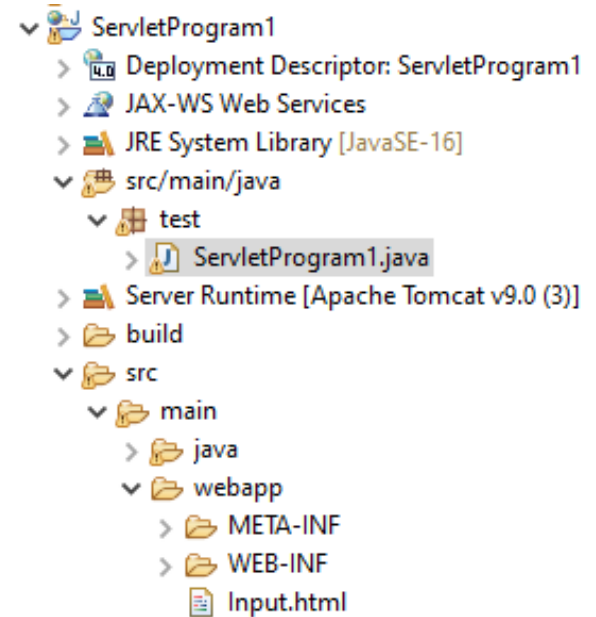 ServletProgram1
Deployment Descriptor: ServletProgram1
JAX-WS Web Services
JRE System Library [JavaSE-16]
src/main/java
test
ServletProgram1.java
Server Runtime [Apache Tomcat v9.0 (3)]
build
src
main
java
webapp
META-INF
WEB-INF
Input.html